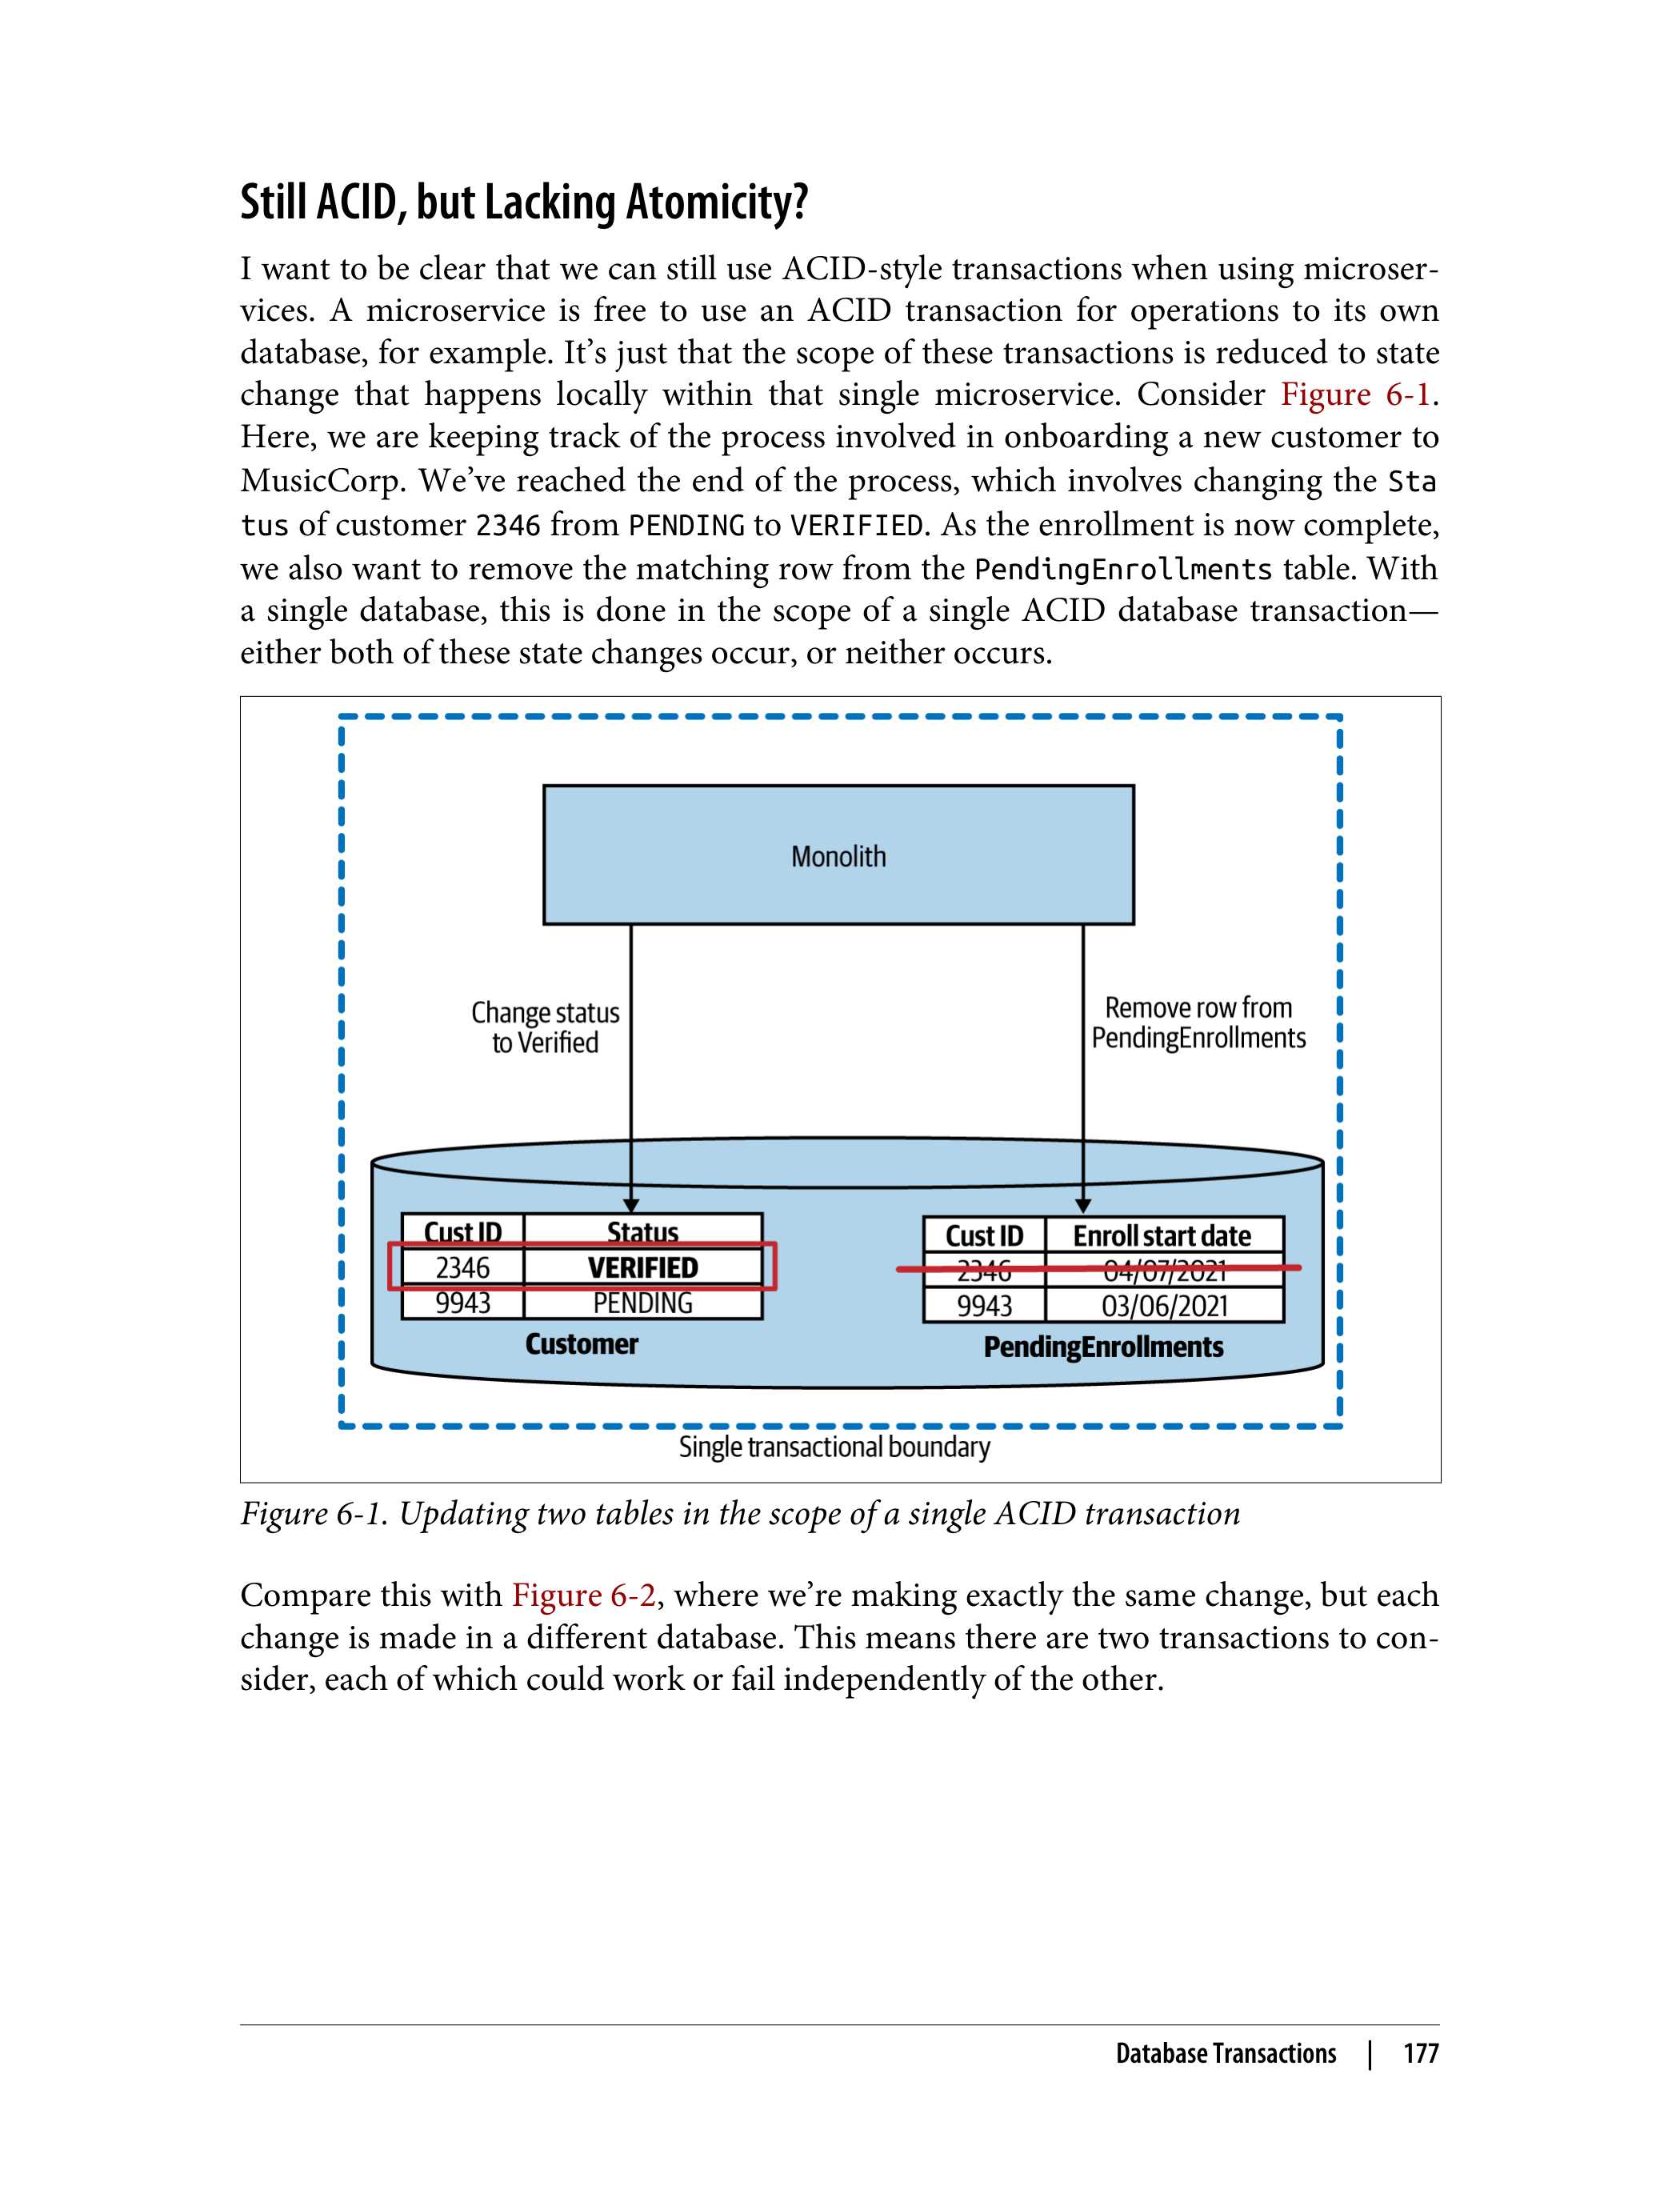 Still ACID, but Lacking Atomicity?
I want to be clear that we can still use ACID-style transactions when using microser-
vices. A microservice is free to use an ACID transaction for operations to its own
database, for example. It’s just that the scope of these transactions is reduced to state
change that happens locally within that single microservice. Consider Figure 6-1.
Here, we are keeping track of the process involved in onboarding a new customer to
MusicCorp. We’ve reached the end of the process, which involves changing the Sta
tus of customer 2346 from PENDING to VERIFIED. As the enrollment is now complete,
we also want to remove the matching row from the PendingEnrollments table. With
a single database, this is done in the scope of a single ACID database transaction—
either both of these state changes occur, or neither occurs.
Monolith
Change status
to Verified
Remove row from
PendingEnrollments
Cust ID Status
2346 VERIFIED
9943 PENDING
Customer
Cust ID Enroll start date
2346 04/07/2021
9943 03/06/2021
PendingEnrollments
Single transactional boundary
Figure 6-1. Updating two tables in the scope of a single ACID transaction
Compare this with Figure 6-2, where we’re making exactly the same change, but each
change is made in a different database. This means there are two transactions to con-
sider, each of which could work or fail independently of the other.
Database Transactions | 177